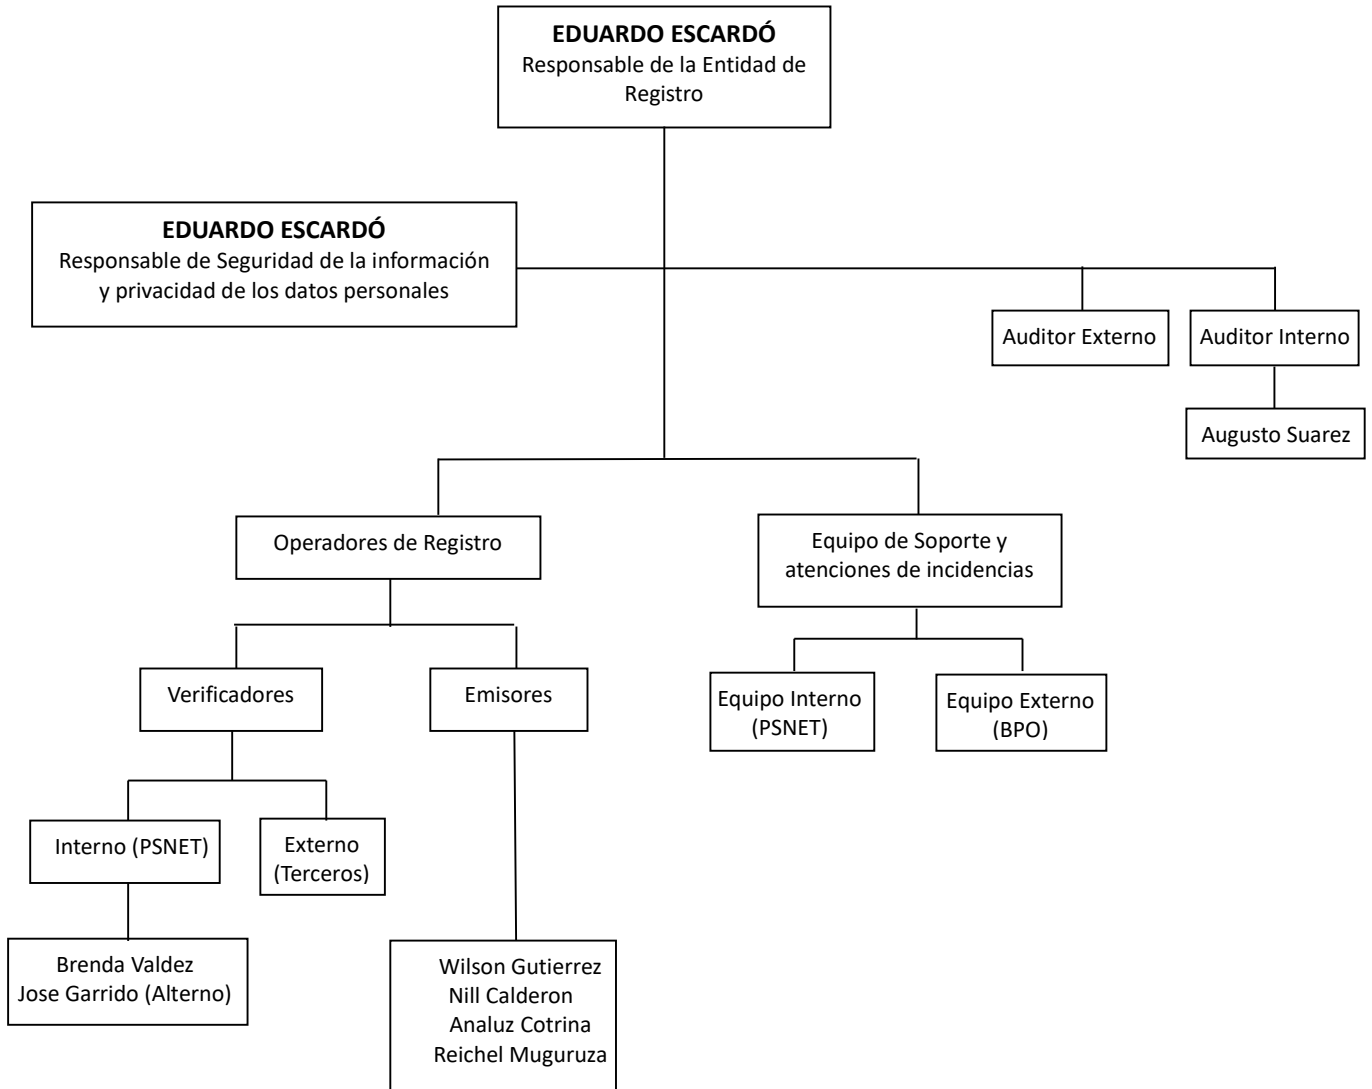 EDUARDO ESCARDÓ
Responsable de la Entidad de
Registro
EDUARDO ESCARDÓ
Responsable de Seguridad de la información
y privacidad de los datos personales
Auditor Externo
Auditor Interno
Augusto Suarez
Operadores de Registro
Equipo de Soporte y
atenciones de incidencias
Verificadores
Emisores
Equipo Interno
(PSNET)
Equipo Externo
(BPO)
Interno (PSNET)
Externo
(Terceros)
Brenda Valdez
Jose Garrido (Alterno)
Wilson Gutierrez
Nill Calderon
Analuz Cotrina
Reichel Muguruza